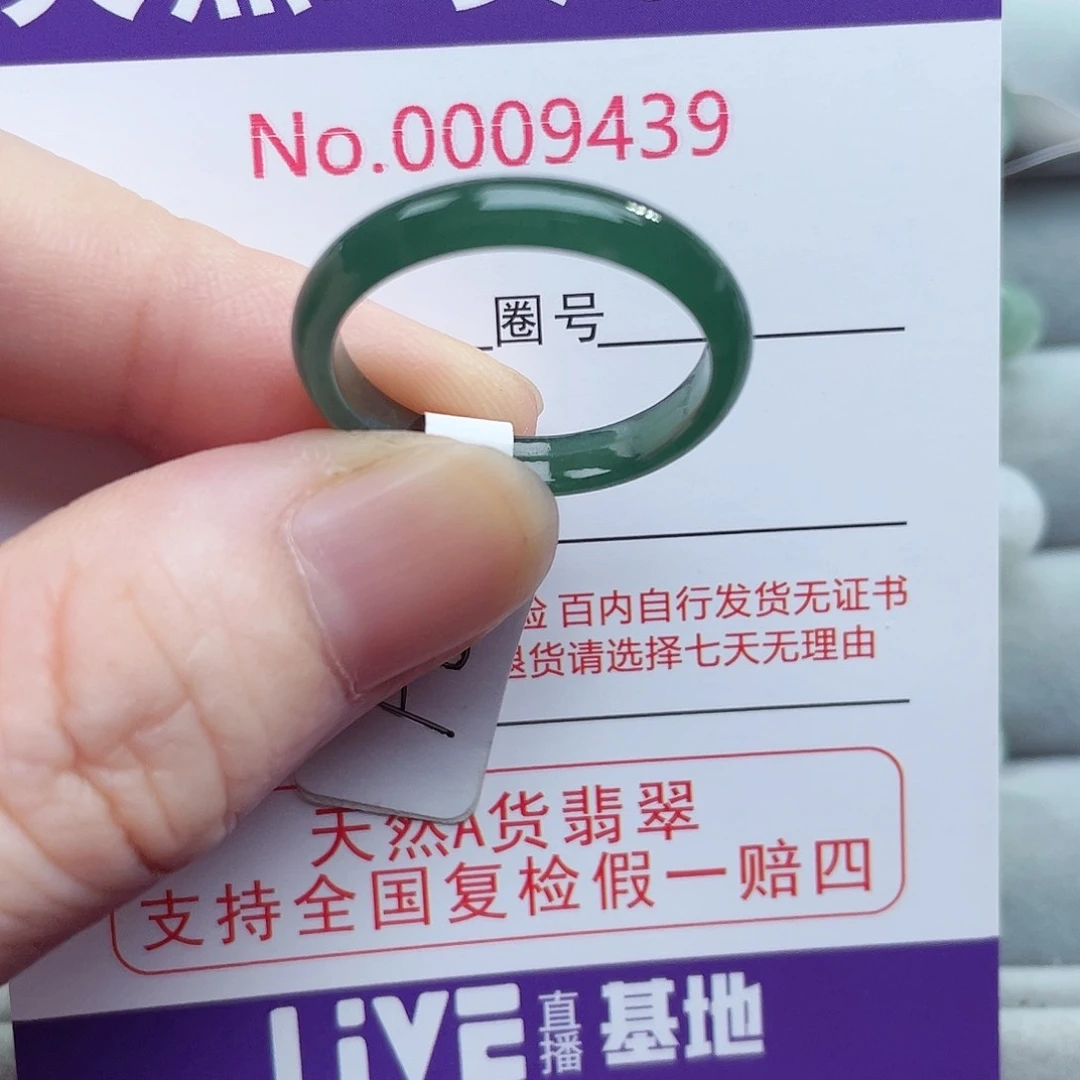 No.0009439
圈号
百内自行发货无证书
货请选择七天无理由
天然A货翡翠
支持全国复检假一赔四
LiVE 直播 基地